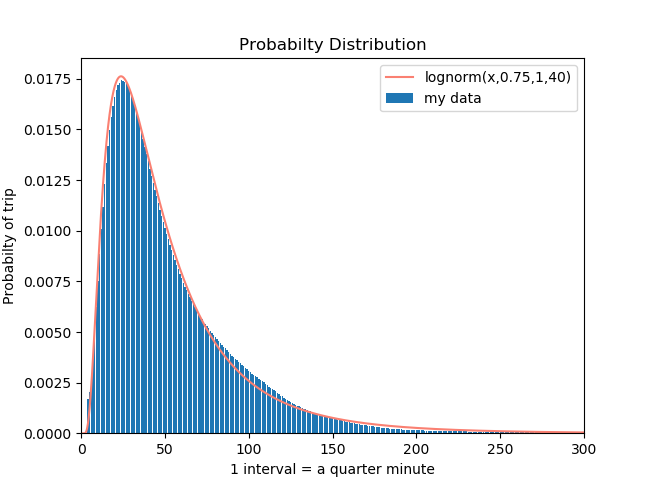 Probabilty Distribution
lognorm(x,0.75,1,40)
my data
Probabilty of trip
0.0175
0.0150
0.0125
0.0100
0.0075
0.0050
0.0025
0.0000
0 50 100 150 200 250 300
1 interval = a quarter minute